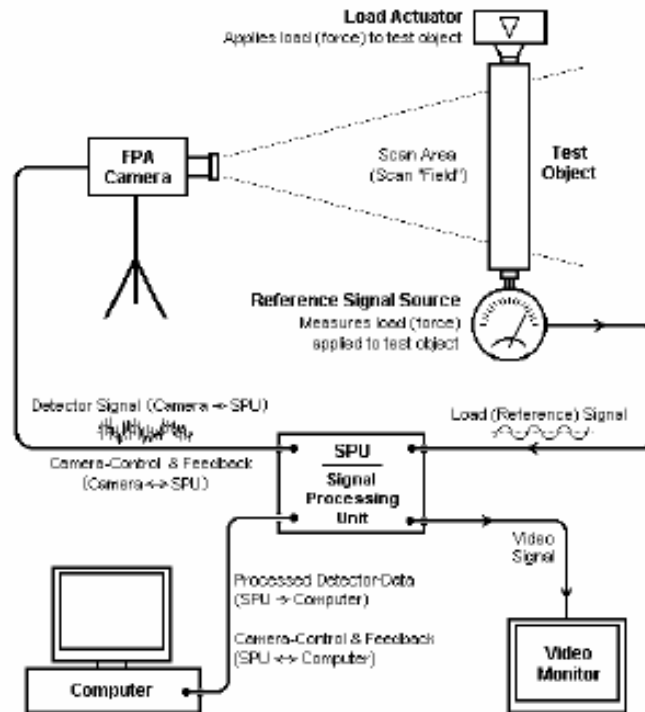 Load Actuator
Applies load (force) to test object
FPA
Camera
Scan Area
(Scan "Field")
Test
Object
Reference Signal Source
Measures load (force)
applied to test object
Detector Signal (Camera → SPU)
Load (Reference) Signal
Camera-Control & Feedback
(Camera ↔ SPU)
SPU
Signal
Processing
Unit
Video
Signal
Processed Detector-Data
(SPU → Computer)
Camera-Control & Feedback
(SPU ↔ Computer)
Computer
Video
Monitor